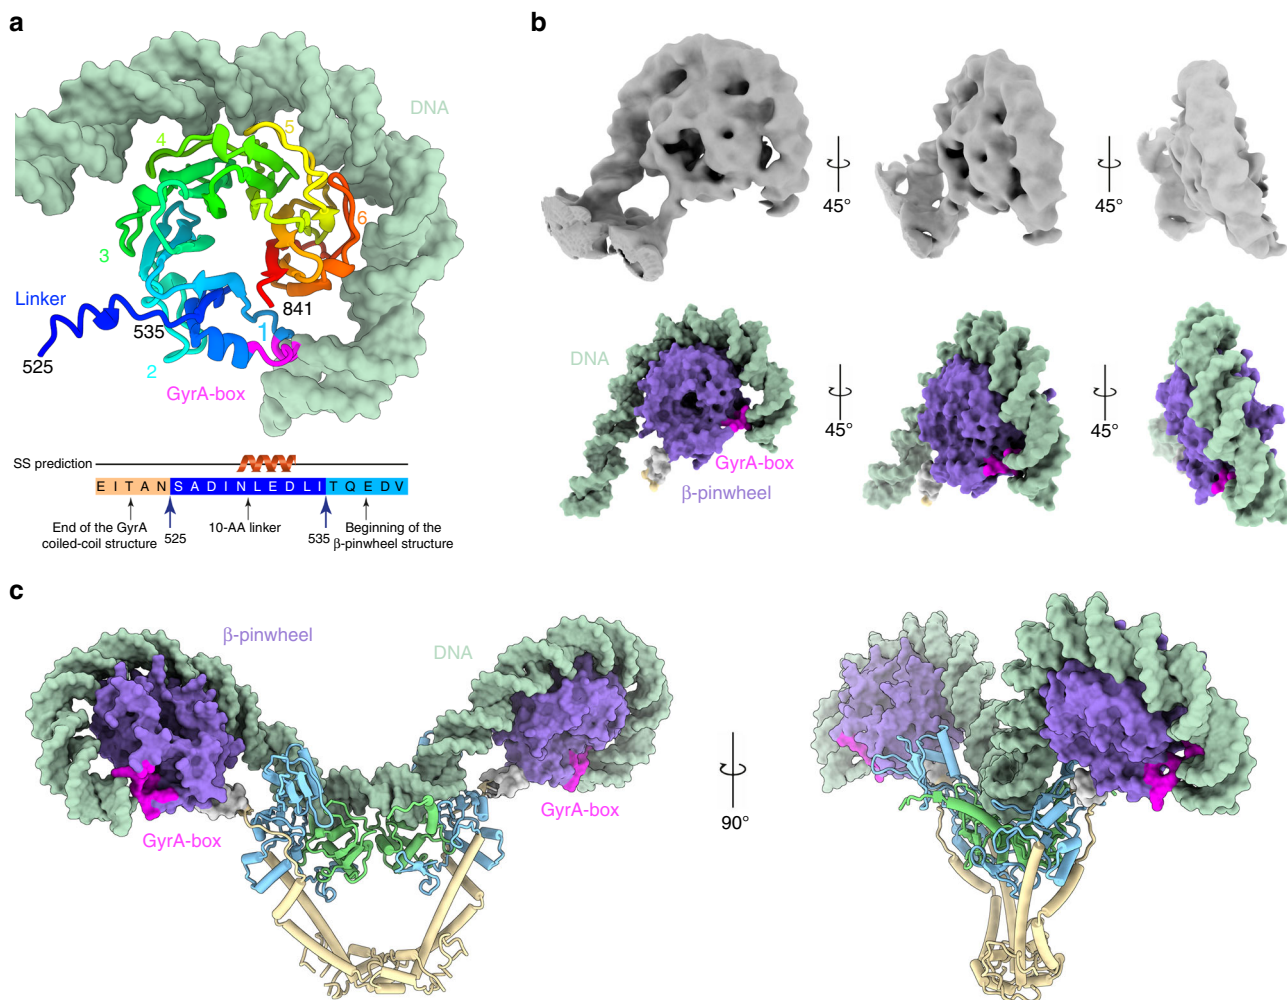 a
DNA
4
5
6
3
Linker
535
841
1
525
2
GyrA-box
SS prediction
E I T A N S A D I N L E D L I T Q E D V
End of the GyrA
coiled-coil structure
525
10-AA linker
535
Beginning of the
β-pinwheel structure
b
45°
45°
DNA
GyrA-box
β-pinwheel
45°
45°
c
β-pinwheel
DNA
GyrA-box
GyrA-box
90°